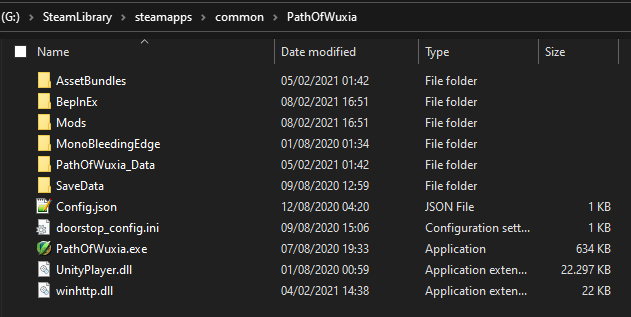 (G:) > SteamLibrary > steamapps > common > PathOfWuxia
Name Date modified Type Size
AssetBundles 05/02/2021 01:42 File folder
BepInEx 08/02/2021 16:51 File folder
Mods 08/02/2021 16:51 File folder
MonoBleedingEdge 01/08/2020 01:34 File folder
PathOfWuxia_Data 05/02/2021 01:42 File folder
SaveData 09/08/2020 12:59 File folder
Config.json 12/08/2020 04:20 JSON File 1 KB
doorstop_config.ini 09/08/2020 15:06 Configuration sett... 1 KB
PathOfWuxia.exe 07/08/2020 19:33 Application 634 KB
UnityPlayer.dll 01/08/2020 00:59 Application exten... 22.297 KB
winhttp.dll 04/02/2021 14:38 Application exten... 22 KB